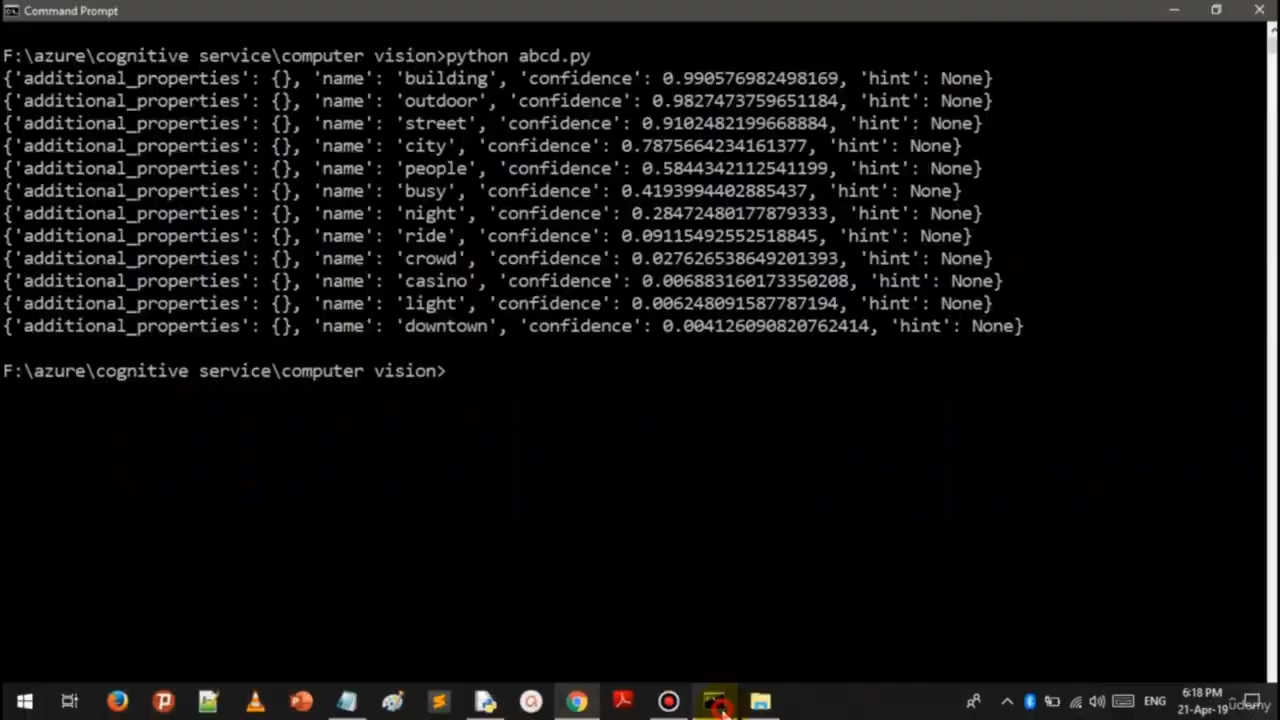 Command Prompt
F:\azure\cognitive service\computer vision>python abcd.py
{'additional_properties': {}, 'name': 'building', 'confidence': 0.990576982498169, 'hint': None}
{'additional_properties': {}, 'name': 'outdoor', 'confidence': 0.9827473759651184, 'hint': None}
{'additional_properties': {}, 'name': 'street', 'confidence': 0.9102482199668884, 'hint': None}
{'additional_properties': {}, 'name': 'city', 'confidence': 0.7875664234161377, 'hint': None}
{'additional_properties': {}, 'name': 'people', 'confidence': 0.5844342112541199, 'hint': None}
{'additional_properties': {}, 'name': 'busy', 'confidence': 0.4193994402885437, 'hint': None}
{'additional_properties': {}, 'name': 'night', 'confidence': 0.28472480177879333, 'hint': None}
{'additional_properties': {}, 'name': 'ride', 'confidence': 0.09115492552518845, 'hint': None}
{'additional_properties': {}, 'name': 'crowd', 'confidence': 0.027626538649201393, 'hint': None}
{'additional_properties': {}, 'name': 'casino', 'confidence': 0.006883160173350208, 'hint': None}
{'additional_properties': {}, 'name': 'light', 'confidence': 0.006248091587787194, 'hint': None}
{'additional_properties': {}, 'name': 'downtown', 'confidence': 0.004126090820762414, 'hint': None}
F:\azure\cognitive service\computer vision>
ENG
6:18 PM
21-Apr-19
udemy